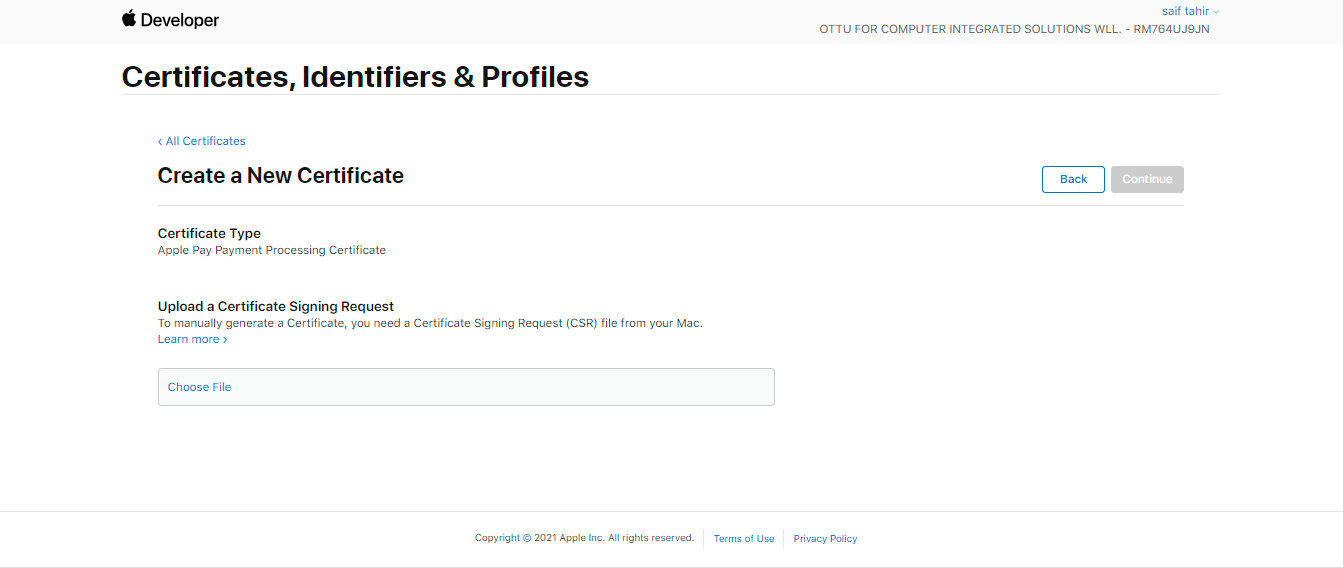 Developer
saif tahir
OTTU FOR COMPUTER INTEGRATED SOLUTIONS WLL. - RM764UJ9JN
Certificates, Identifiers & Profiles
‹ All Certificates
Create a New Certificate
Back
Continue
Certificate Type
Apple Pay Payment Processing Certificate
Upload a Certificate Signing Request
To manually generate a Certificate, you need a Certificate Signing Request (CSR) file from your Mac.
Learn more ›
Choose File
Copyright © 2021 Apple Inc. All rights reserved.
Terms of Use
Privacy Policy